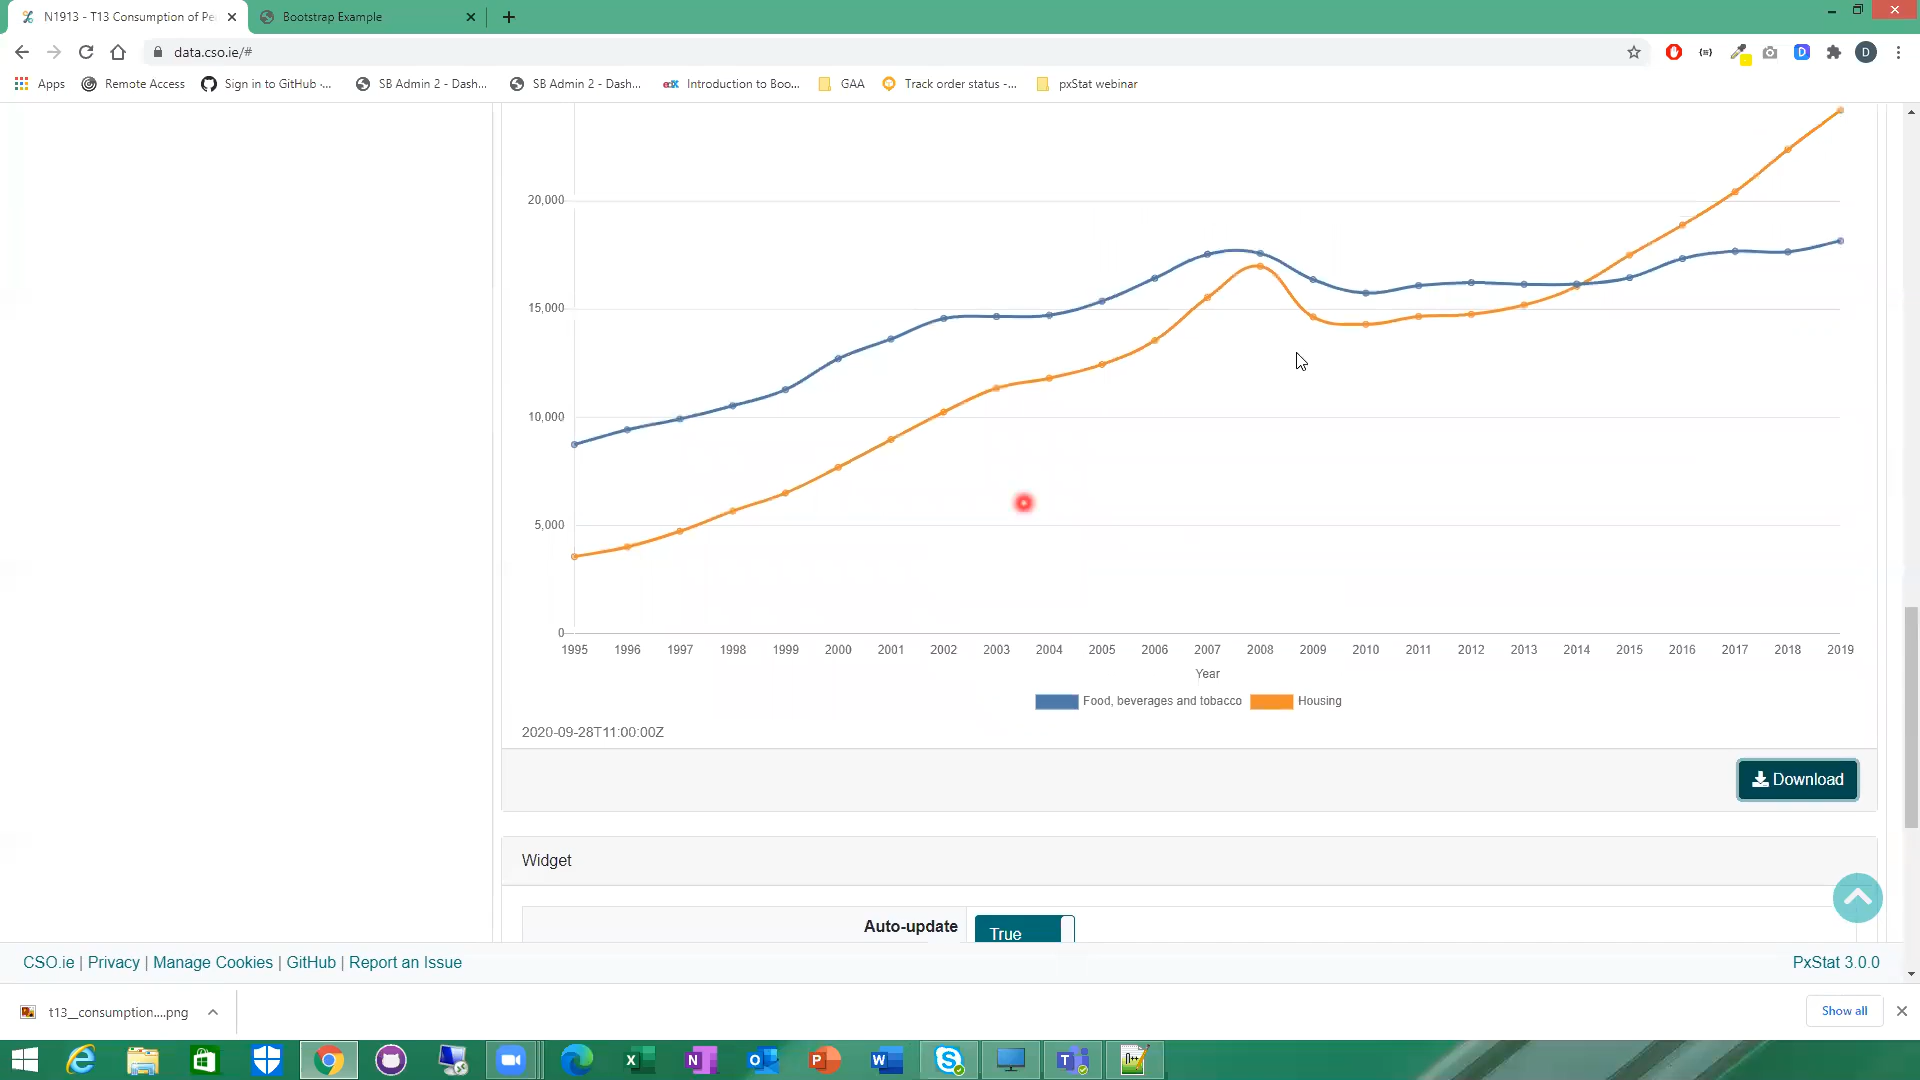 N1913 - T13 Consumption of Pe
Bootstrap Example
data.cso.ie/#
Apps
Remote Access
Sign in to GitHub ·...
SB Admin 2 - Dash...
SB Admin 2 - Dash...
edX Introduction to Boo...
GAA
Track order status -...
pxStat webinar
20,000
15,000
10,000
5,000
0
1995 1996 1997 1998 1999 2000 2001 2002 2003 2004 2005 2006 2007 2008 2009 2010 2011 2012 2013 2014 2015 2016 2017 2018 2019
Year
Food, beverages and tobacco Housing
2020-09-28T11:00:00Z
Download
Widget
Auto-update True
CSO.ie | Privacy | Manage Cookies | GitHub | Report an Issue
PxStat 3.0.0
t13__consumption....png
Show all